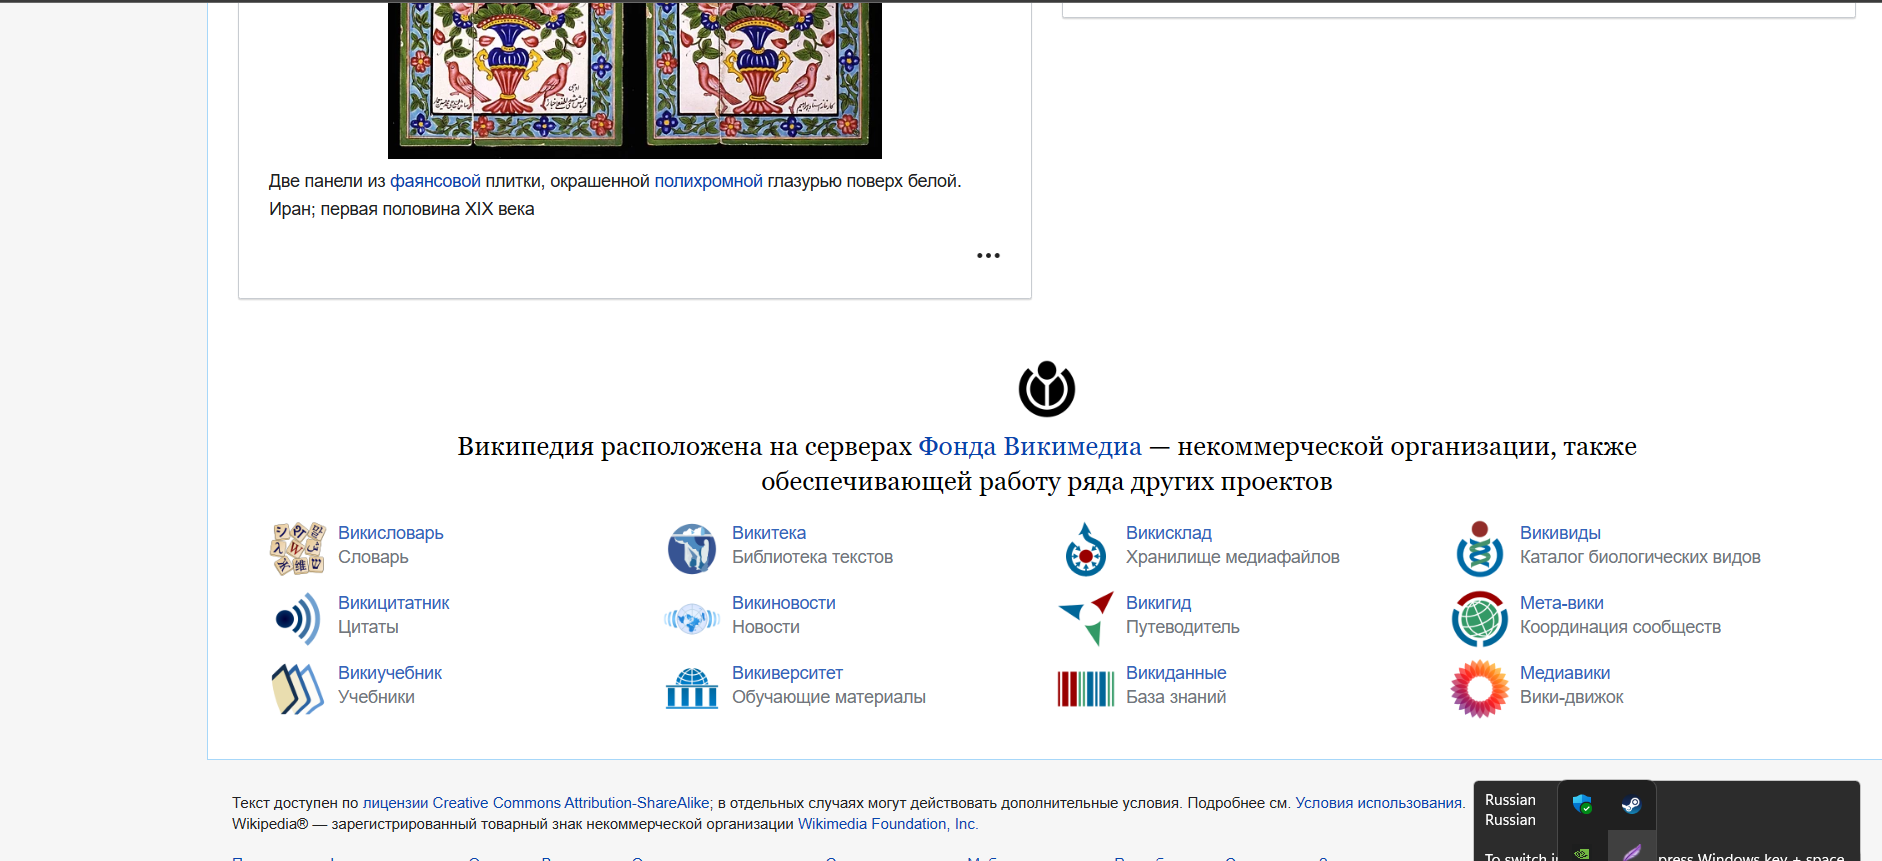 Две панели из фаянсовой плитки, окрашенной полихромной глазурью поверх белой.
Иран; первая половина XIX века
Википедия расположена на серверах Фонда Викимедиа — некоммерческой организации, также
обеспечивающей работу ряда других проектов
Викисловарь
Словарь
Викитека
Библиотека текстов
Викисклад
Хранилище медиафайлов
Викивиды
Каталог биологических видов
Викицитатник
Цитаты
Викиновости
Новости
Викигид
Путеводитель
Мета-вики
Координация сообществ
Викиучебник
Учебники
Викиверситет
Обучающие материалы
Викиданные
База знаний
Медиавики
Вики-движок
Текст доступен по лицензии Creative Commons Attribution-ShareAlike; в отдельных случаях могут действовать дополнительные условия. Подробнее см. Условия использования.
Wikipedia® — зарегистрированный товарный знак некоммерческой организации Wikimedia Foundation, Inc.
Russian
Russian
To switch press Windows key + space